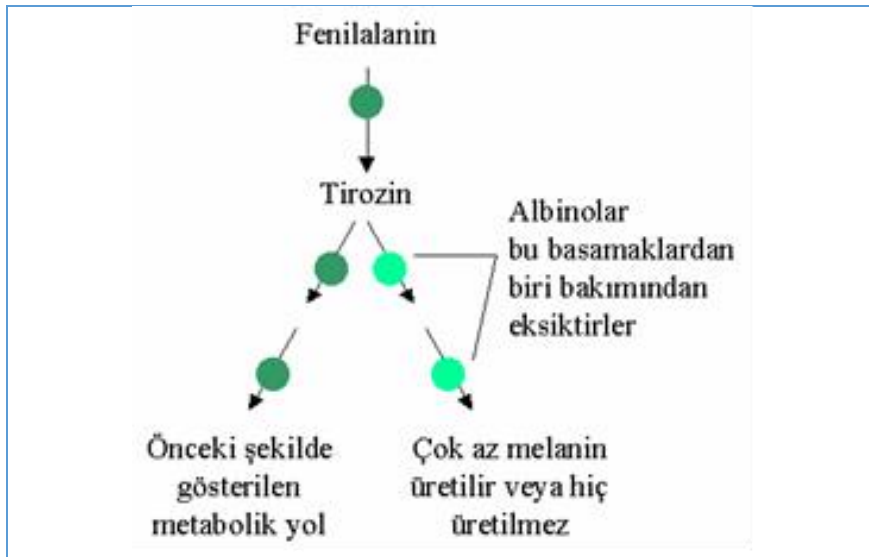 Fenilalanin
Tirozin
Albinolar
bu basamaklardan
biri bakımından
eksiktirler
Önceki şekilde
gösterilen
metabolik yol
Çok az melanin
üretilir veya hiç
üretilmez